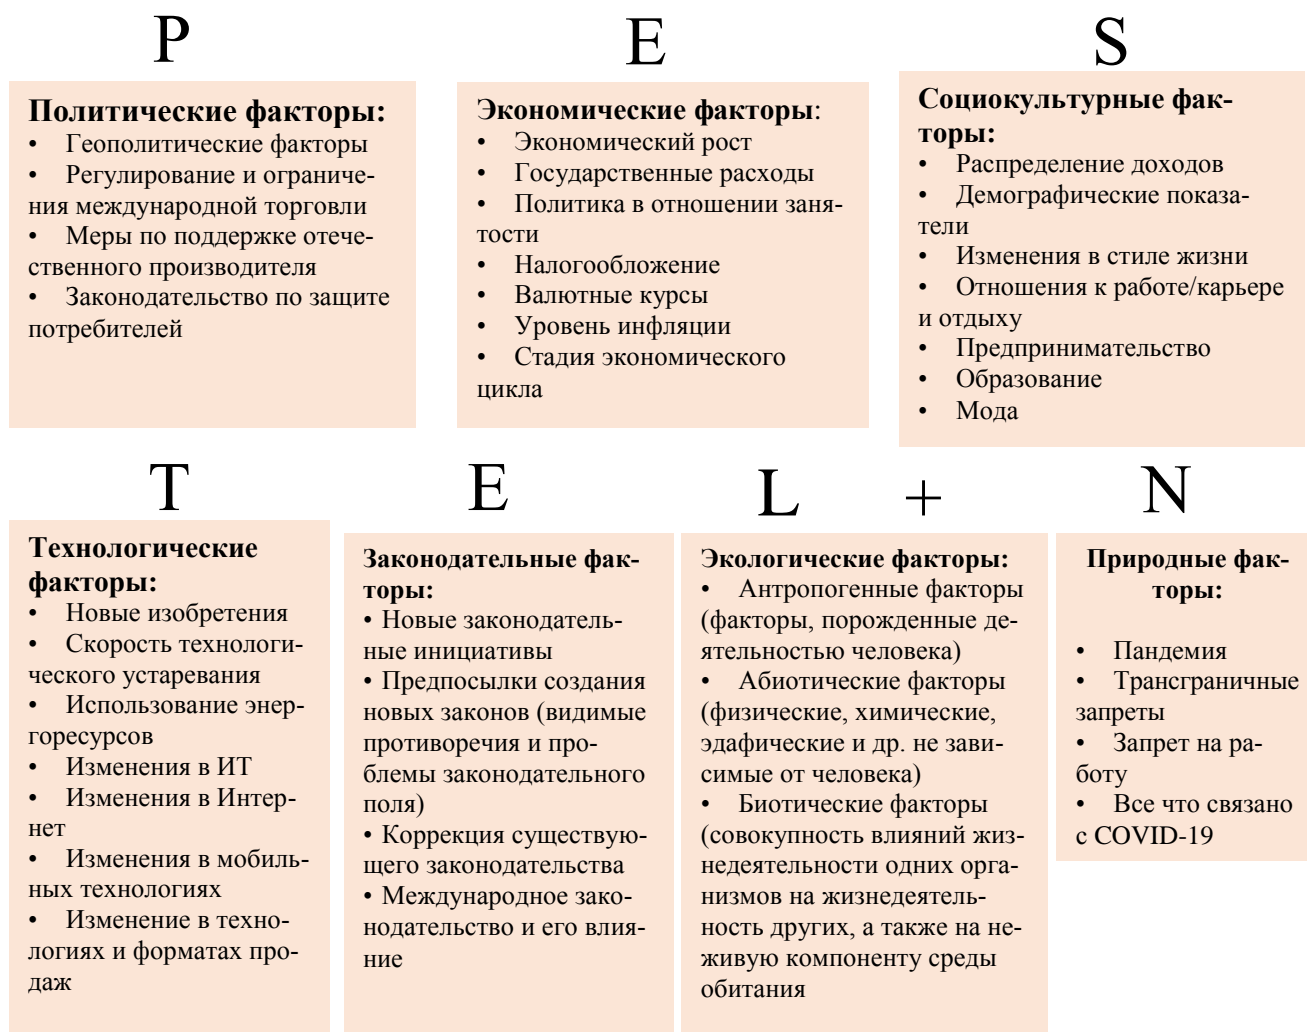 P
Политические факторы:
• Геополитические факторы
• Регулирование и ограниче-
ния международной торговли
• Меры по поддержке отече-
ственного производителя
• Законодательство по защите
потребителей
E
Экономические факторы:
• Экономический рост
• Государственные расходы
• Политика в отношении заня-
тости
• Налогообложение
• Валютные курсы
• Уровень инфляции
• Стадия экономического
цикла
S
Социокультурные фак-
торы:
• Распределение доходов
• Демографические показа-
тели
• Изменения в стиле жизни
• Отношения к работе/карьере
и отдыху
• Предпринимательство
• Образование
• Мода
T
Технологические
факторы:
• Новые изобретения
• Скорость технологи-
ческого устаревания
• Использование энер-
горесурсов
• Изменения в ИТ
• Изменения в Интер-
нет
• Изменения в мобиль-
ных технологиях
• Изменение в техно-
логиях и форматах про-
даж
E
Законодательные фак-
торы:
• Новые законодатель-
ные инициативы
• Предпосылки создания
новых законов (видимые
противоречия и про-
блемы законодательного
поля)
• Коррекция существую-
щего законодательства
• Международное зако-
нодательство и его влия-
ние
L +
Экологические факторы:
• Антропогенные факторы
(факторы, порожденные де-
ятельностью человека)
• Абиотические факторы
(физические, химические,
эдафические и др. не зави-
симые от человека)
• Биотические факторы
(совокупность влияний жиз-
недеятельности одних орга-
низмов на жизнедеятель-
ность других, а также на не-
живую компоненту среды
обитания
N
Природные фак-
торы:
• Пандемия
• Трансграничные
запреты
• Запрет на ра-
боту
• Все что связано
с COVID-19